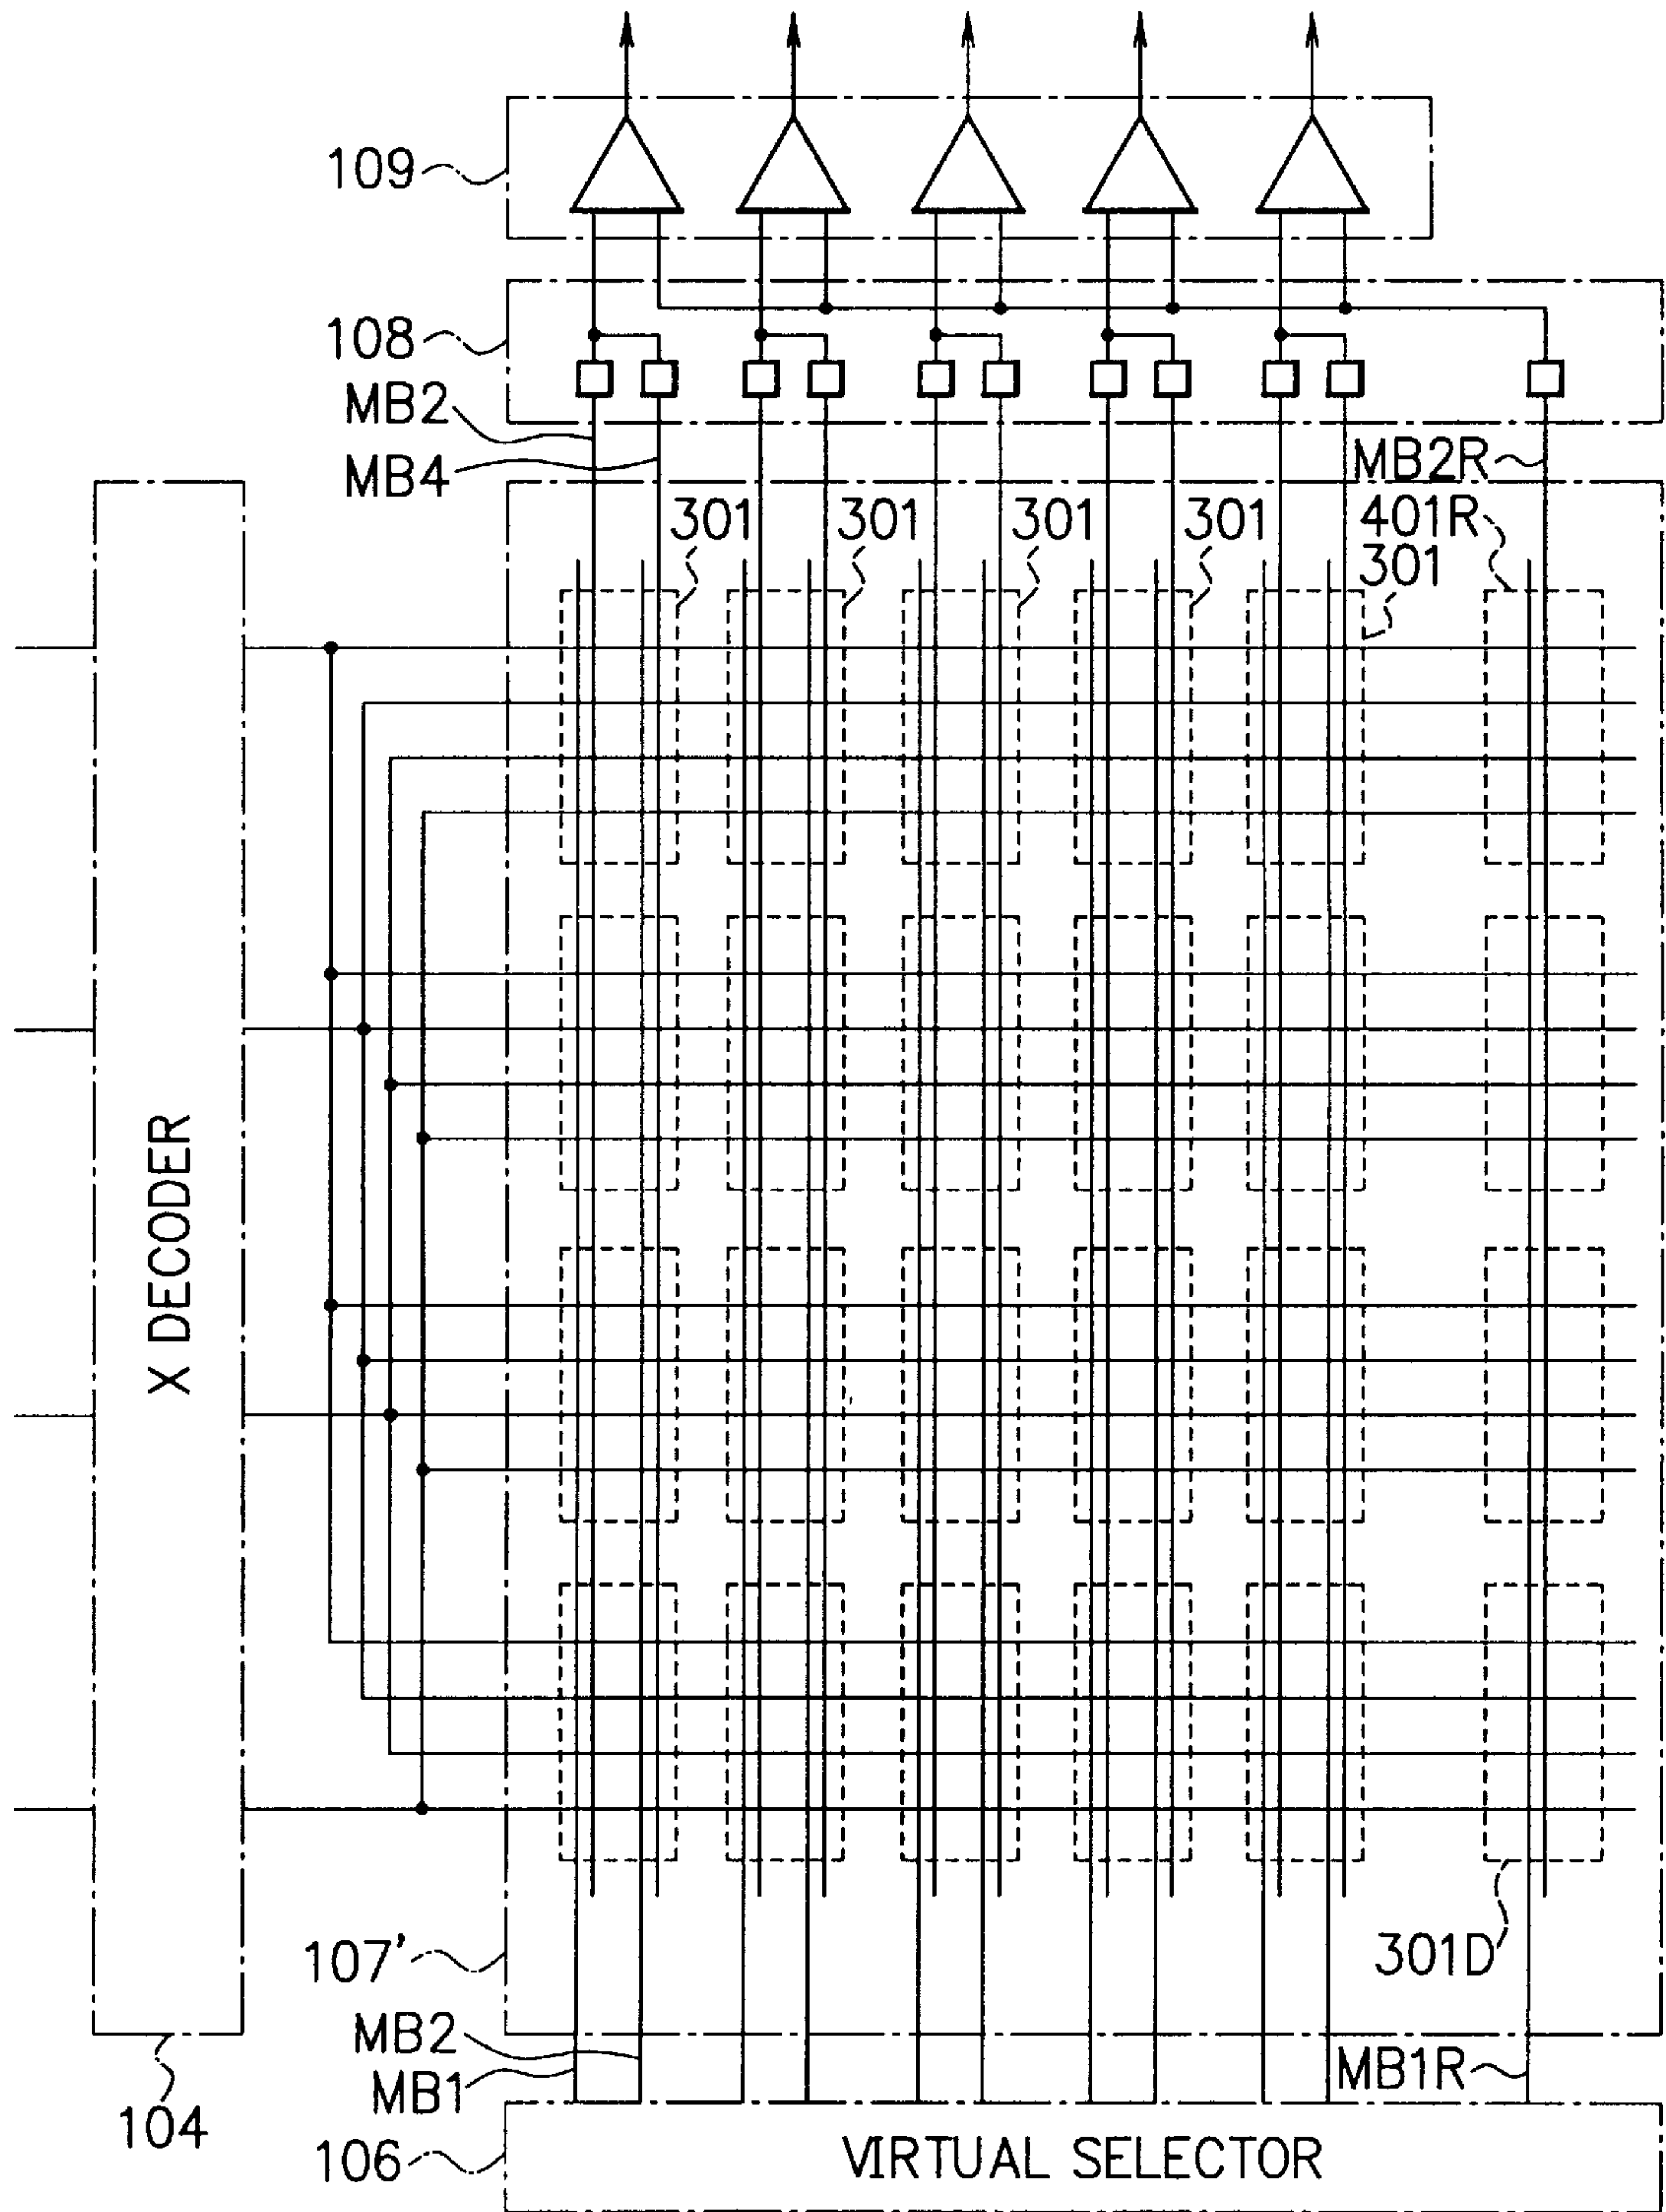 109
108
MB2
MB4
MB2R
301
301
301
301
401R
301
X DECODER
107'
301D
MB2
MB1
MB1R
104
106
VIRTUAL SELECTOR